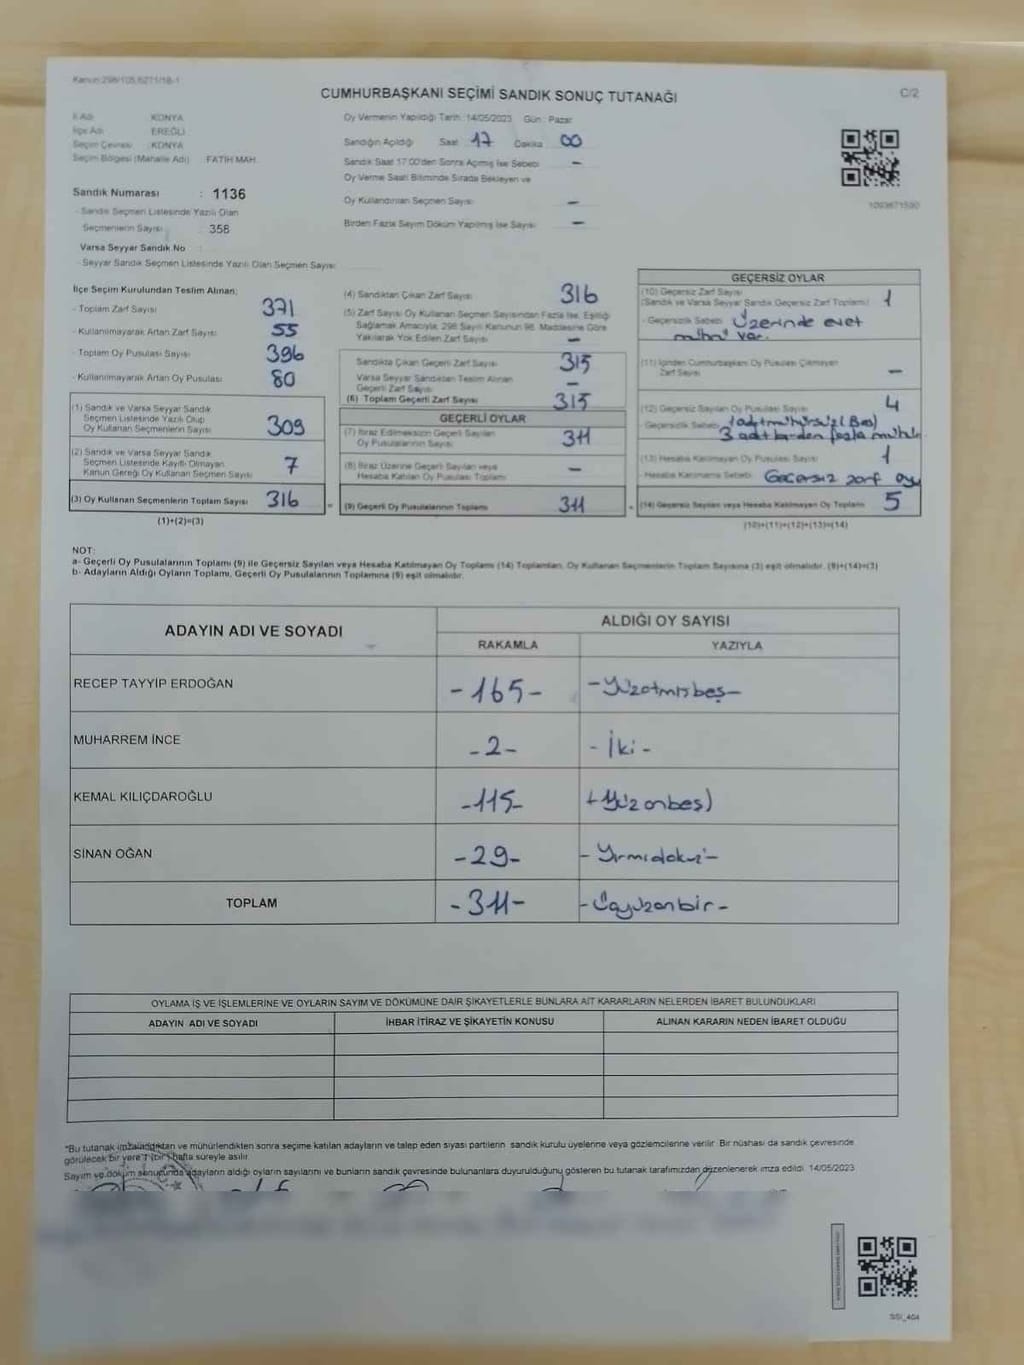 Kanun:298/105,6271/18-1
CUMHURBAŞKANI SEÇİMİ SANDIK SONUÇ TUTANAĞI
C/2
İl Adı KONYA
İlçe Adı EREĞLİ
Seçim Çevresi KONYA
Seçim Bölgesi (Mahalle Adı) FATİH MAH.
Sandık Numarası : 1136
- Sandık Seçmen Listesinde Yazılı Olan
Seçmenlerin Sayısı 358
Varsa Seyyar Sandık No
- Seyyar Sandık Seçmen Listesinde Yazılı Olan Seçmen Sayısı
Oy Vermenin Yapıldığı Tarih :14/05/2023 Gün : Pazar
Sandığın Açıldığı Saat 17 Dakika 00
Sandık Saat 17:00'den Sonra Açılmış İse Sebebi -
Oy Verme Saati Bitiminde Sırada Bekleyen ve
Oy Kullandırılan Seçmen Sayısı -
Birden Fazla Sayım Döküm Yapılmış İse Sayısı -
İlçe Seçim Kurulundan Teslim Alınan;
- Toplam Zarf Sayısı 371
- Kullanılmayarak Artan Zarf Sayısı 55
- Toplam Oy Pusulası Sayısı 396
- Kullanılmayarak Artan Oy Pusulası 80
(1) Sandık ve Varsa Seyyar Sandık
Seçmen Listesinde Yazılı Olup
Oy Kullanan Seçmenlerin Sayısı 309
(2) Sandık ve Varsa Seyyar Sandık
Seçmen Listesinde Kayıtlı Olmayan
Kanun Gereği Oy Kullanan Seçmen Sayısı 7
(3) Oy Kullanan Seçmenlerin Toplam Sayısı 316
(1)+(2)=(3)
(4) Sandıktan Çıkan Zarf Sayısı 316
(5) Zarf Sayısı Oy Kullanan Seçmen Sayısından Fazla İse, Eşitliği
Sağlamak Amacıyla, 298 Sayılı Kanunun 98. Maddesine Göre
Yakılarak Yok Edilen Zarf Sayısı -
Sandıkta Çıkan Geçerli Zarf Sayısı 315
Varsa Seyyar Sandıktan Teslim Alınan
Geçerli Zarf Sayısı -
(6) Toplam Geçerli Zarf Sayısı 315
GEÇERLİ OYLAR
(7) İtiraz Edilmeksizin Geçerli Sayılan
Oy Pusulalarının Sayısı 311
(8) İtiraz Üzerine Geçerli Sayılan veya
Hesaba Katılan Oy Pusulası Toplamı -
(9) Geçerli Oy Pusulalarının Toplamı 311
GEÇERSİZ OYLAR
(10) Geçersiz Zarf Sayısı
(Sandık ve Varsa Seyyar Sandık Geçersiz Zarf Toplamı) 1
- Geçersizlik Sebebi Üzerinde evet
mührü var.
(11) İçinden Cumhurbaşkanı Oy Pusulası Çıkmayan
Zarf Sayısı -
(12) Geçersiz Sayılan Oy Pusulası Sayısı 4
Geçersizlik Sebebi 1 adet mühürsüz (Boş)
3 adet birden fazla mühür
(13) Hesaba Katılmayan Oy Pusulası Sayısı 1
- Hesaba Katılmama Sebebi Geçersiz zarf oyu
(14) Geçersiz Sayılan veya Hesaba Katılmayan Oy Toplamı 5
(10)+(11)+(12)+(13)=(14)
NOT:
a- Geçerli Oy Pusulalarının Toplamı (9) ile Geçersiz Sayılan veya Hesaba Katılmayan Oy Toplamı (14) Toplamları, Oy Kullanan Seçmenlerin Toplam Sayısına (3) eşit olmalıdır. (9)+(14)=(3)
b- Adayların Aldığı Oyların Toplamı, Geçerli Oy Pusulalarının Toplamına (9) eşit olmalıdır.
ADAYIN ADI VE SOYADI
ALDIĞI OY SAYISI
RAKAMLA YAZIYLA
RECEP TAYYİP ERDOĞAN -165- -Yüzatmışbeş-
MUHARREM İNCE -2- -İki-
KEMAL KILIÇDAROĞLU -115- (Yüzonbeş)
SİNAN OĞAN -29- -Yirmidokuz-
TOPLAM -311- -Üçyüzonbir-
OYLAMA İŞ VE İŞLEMLERİNE VE OYLARIN SAYIM VE DÖKÜMÜNE DAİR ŞİKAYETLERLE BUNLARA AİT KARARLARIN NELERDEN İBARET BULUNDUKLARI
ADAYIN ADI VE SOYADI İHBAR İTİRAZ VE ŞİKAYETİN KONUSU ALINAN KARARIN NEDEN İBARET OLDUĞU
*Bu tutanak imzalandıktan ve mühürlendikten sonra seçime katılan adayların ve talep eden siyasi partilerin sandık kurulu üyelerine veya gözlemcilerine verilir. Bir nüshası da sandık çevresinde
görülecek bir yere 1 (bir) hafta süreyle asılır.
Sayım ve döküm sonucunda adayların aldığı oyların sayılarını ve bunların sandık çevresinde bulunanlara duyurulduğunu gösteren bu tutanak tarafımızdan düzenlenerek imza edildi. 14/05/2023